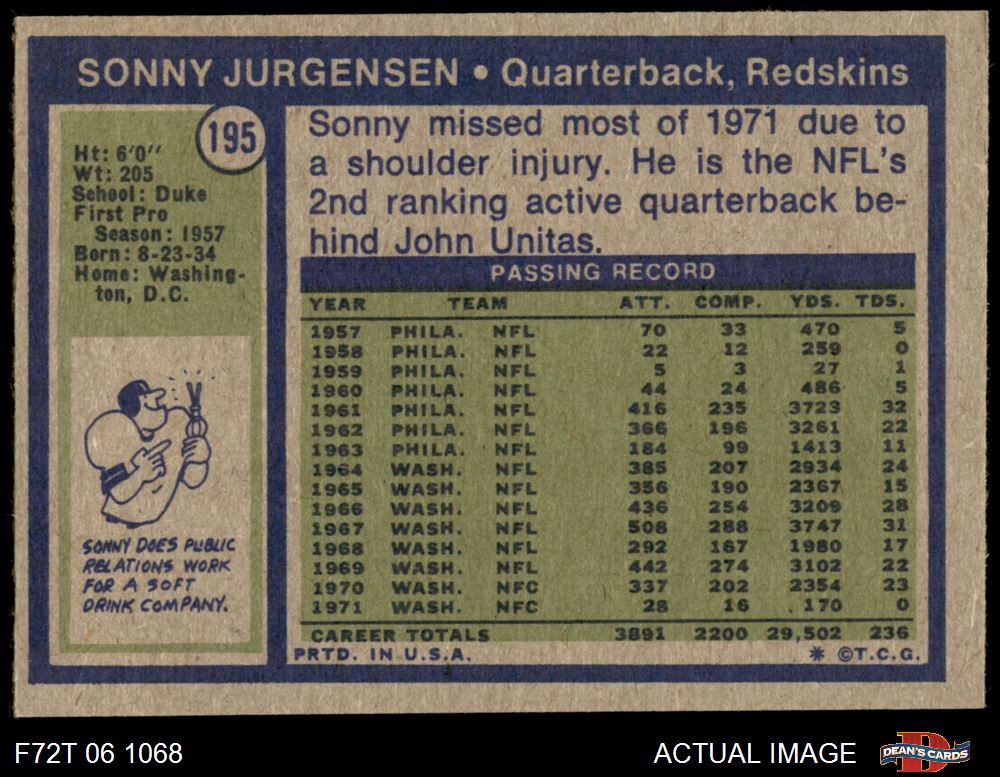 SONNY JURGENSEN • Quarterback, Redskins
195
Ht: 6'0''
Wt: 205
School: Duke
First Pro
Season: 1957
Born: 8-23-34
Home: Washing-
ton, D.C.
SONNY DOES PUBLIC
RELATIONS WORK
FOR A SOFT
DRINK COMPANY.
Sonny missed most of 1971 due to
a shoulder injury. He is the NFL's
2nd ranking active quarterback be-
hind John Unitas.
PASSING RECORD
YEAR TEAM ATT. COMP. YDS. TDS.
1957 PHILA. NFL 70 33 470 5
1958 PHILA. NFL 22 12 259 0
1959 PHILA. NFL 5 3 27 1
1960 PHILA. NFL 44 24 486 5
1961 PHILA. NFL 416 235 3723 32
1962 PHILA. NFL 366 196 3261 22
1963 PHILA. NFL 184 99 1413 11
1964 WASH. NFL 385 207 2934 24
1965 WASH. NFL 356 190 2367 15
1966 WASH. NFL 436 254 3209 28
1967 WASH. NFL 508 288 3747 31
1968 WASH. NFL 292 167 1980 17
1969 WASH. NFL 442 274 3102 22
1970 WASH. NFC 337 202 2354 23
1971 WASH. NFC 28 16 170 0
CAREER TOTALS 3891 2200 29,502 236
PRTD. IN U.S.A. * ©T.C.G.
F72T 06 1068 ACTUAL IMAGE DEAN'S CARDS